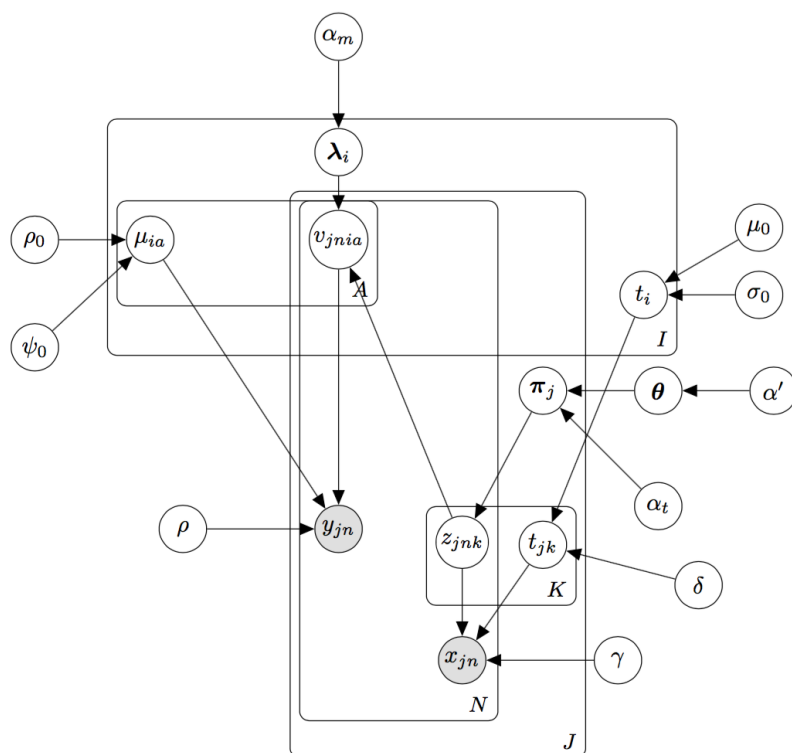 α_m
λ_i
ρ_0
μ_ia
v_jnia
μ_0
A
t_i
σ_0
ψ_0
I
π_j
θ
α'
α_t
ρ
y_jn
z_jnk
t_jk
K
δ
x_jn
γ
N
J